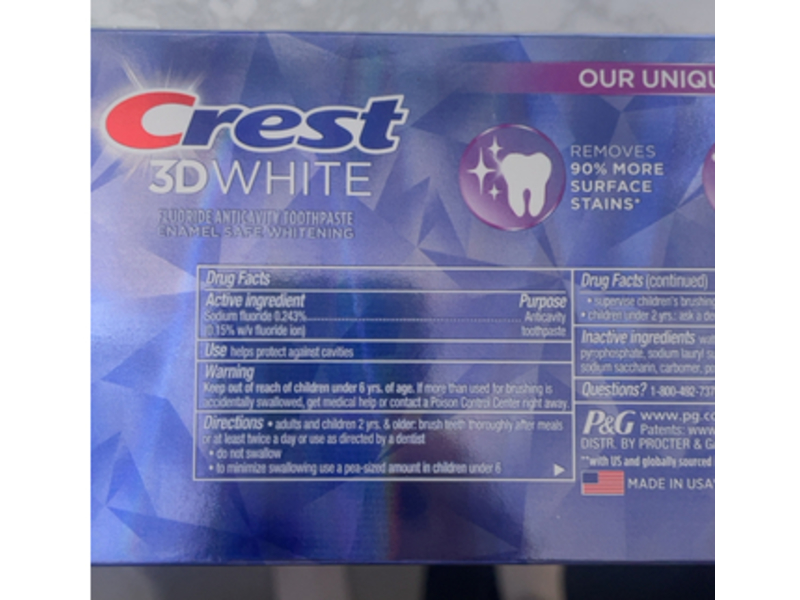 OUR UNIQU
Crest
3DWHITE
FLUORIDE ANTICAVITY TOOTHPASTE
ENAMEL SAFE WHITENING
REMOVES
90% MORE
SURFACE
STAINS*
Drug Facts
Active ingredient Purpose
Sodium fluoride 0.243% Anticavity
(0.15% w/v fluoride ion) toothpaste
Use helps protect against cavities
Warning
Keep out of reach of children under 6 yrs. of age. If more than used for brushing is
accidentally swallowed, get medical help or contact a Poison Control Center right away.
Directions • adults and children 2 yrs. & older: brush teeth thoroughly after meals
or at least twice a day or use as directed by a dentist
• do not swallow
• to minimize swallowing use a pea-sized amount in children under 6
Drug Facts (continued)
• supervise children's brushing
• children under 2 yrs.: ask a de
Inactive ingredients wat
pyrophosphate, sodium lauryl su
sodium saccharin, carbomer, po
Questions? 1-800-492-737
P&G www.pg.co
Patents: www
DISTR. BY PROCTER & GA
**with US and globally sourced
MADE IN USA*